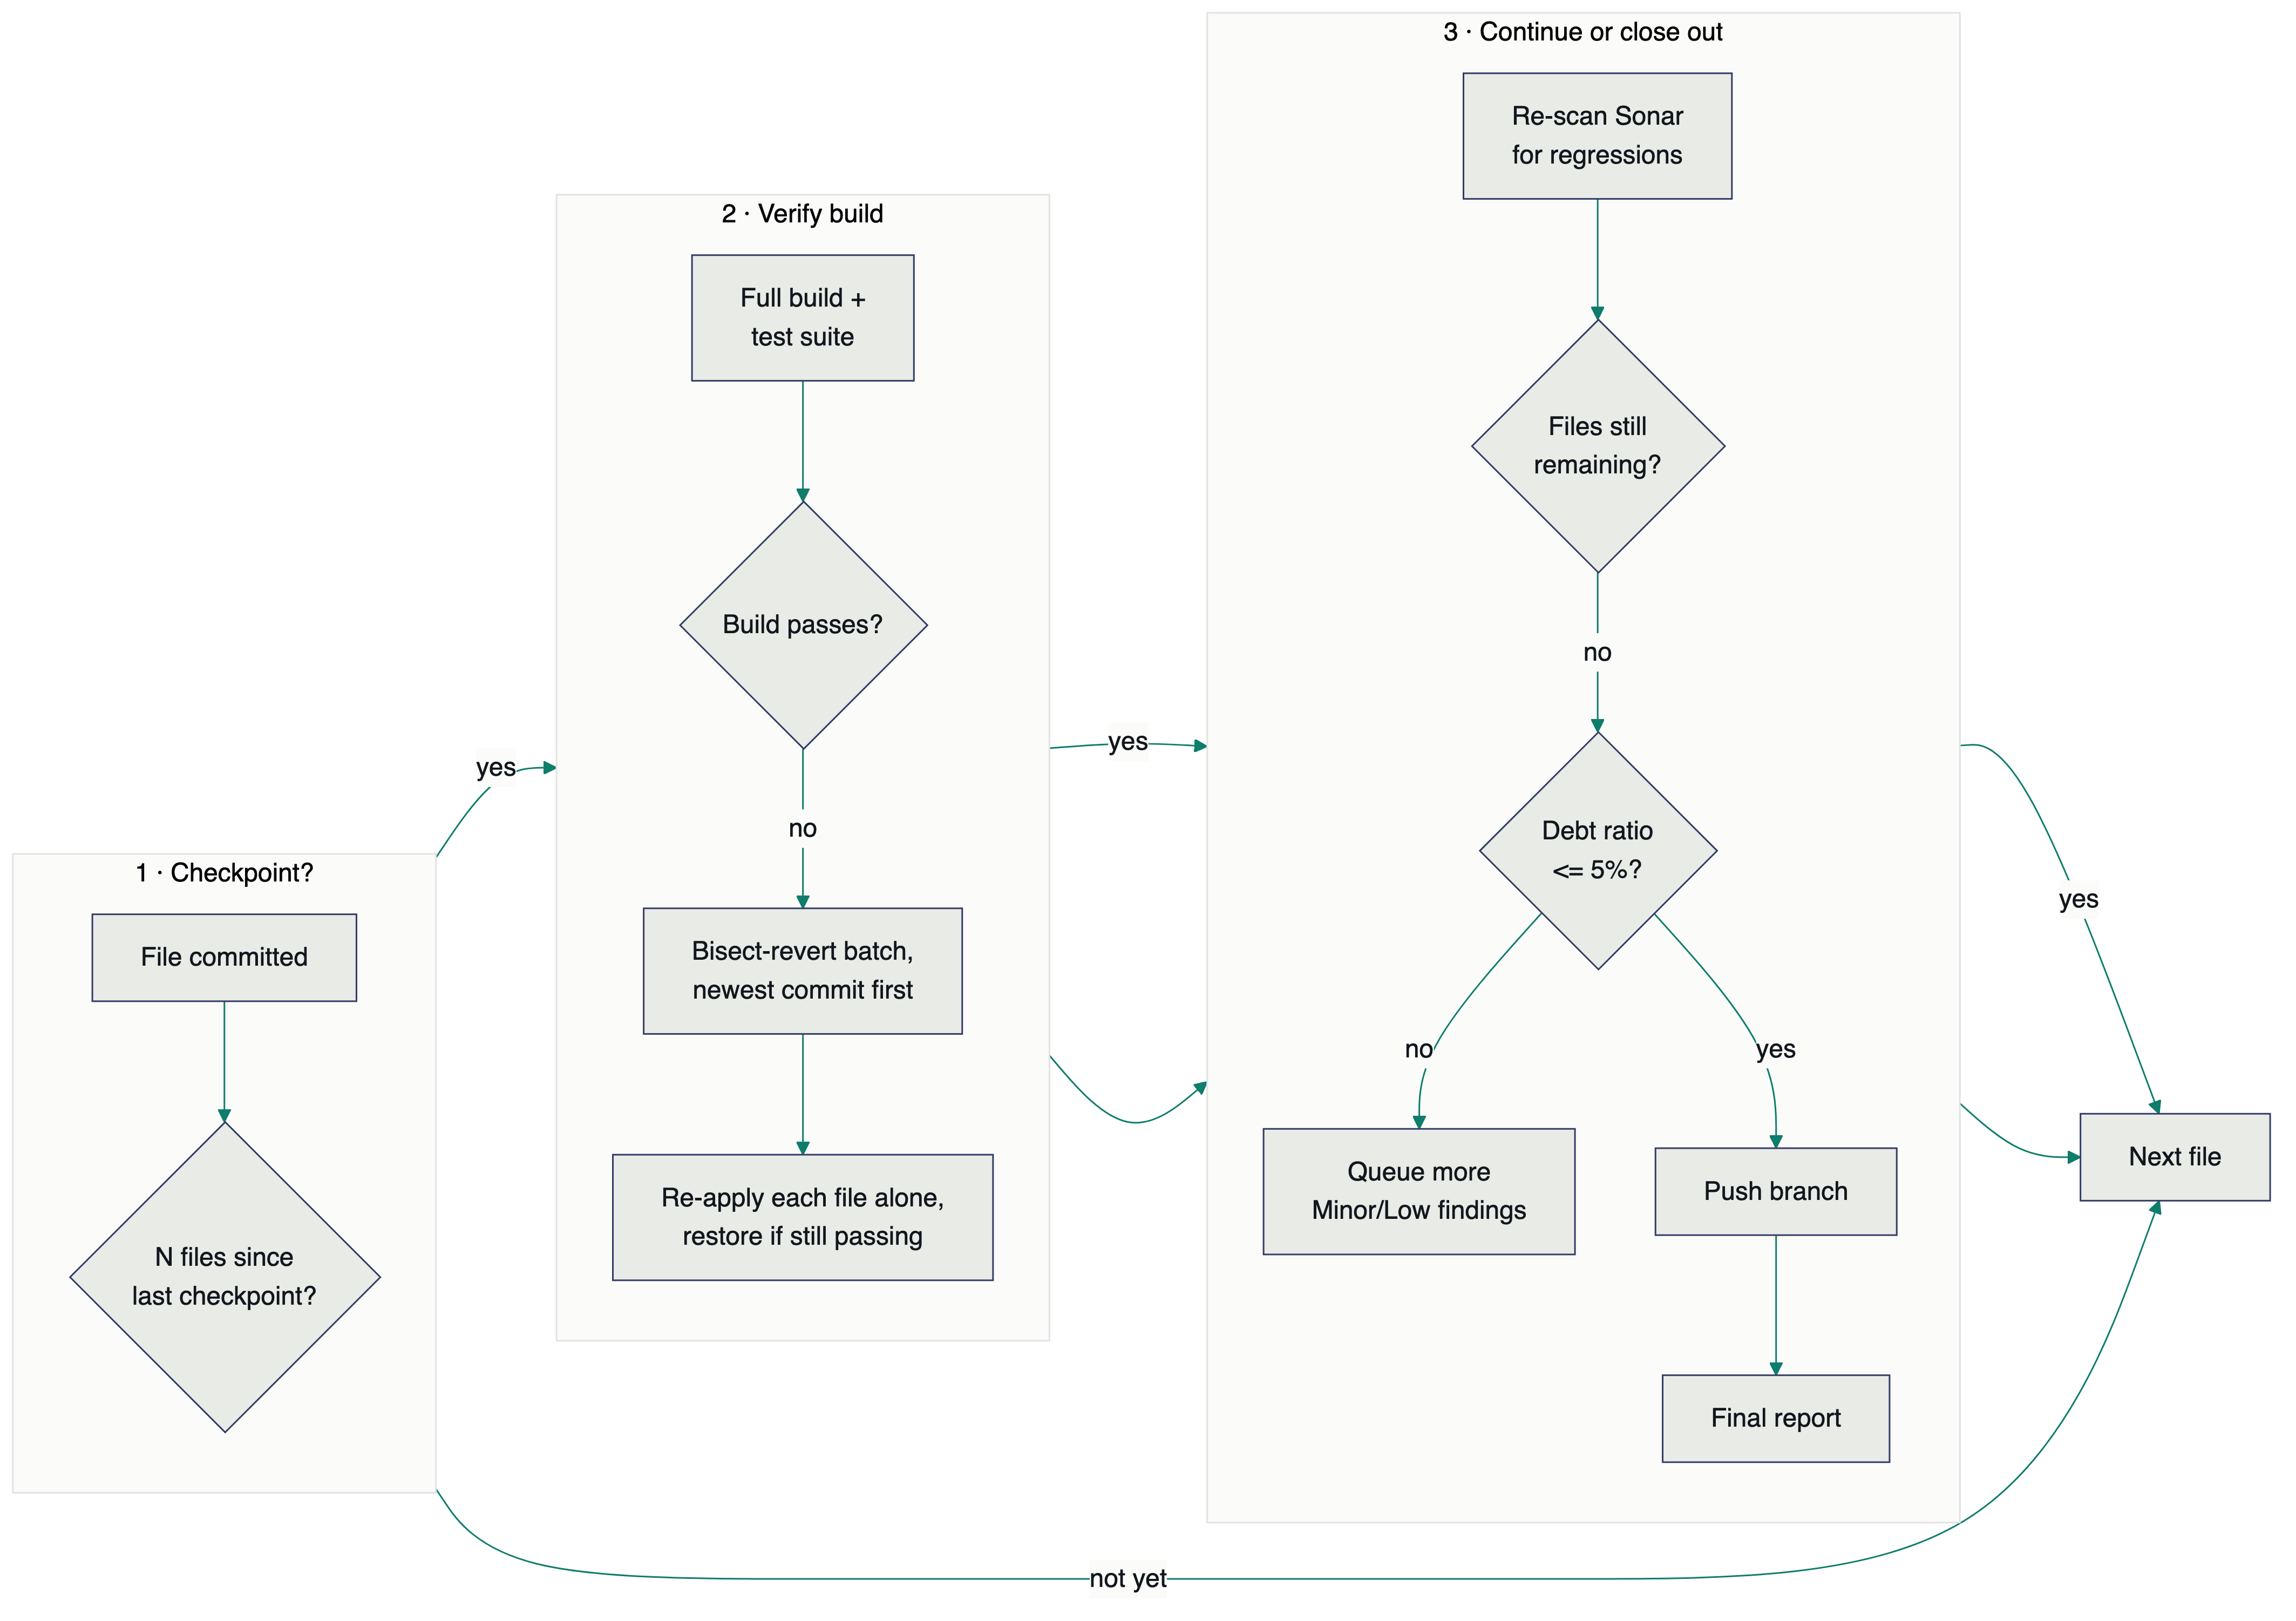 1 · Checkpoint?
File committed
N files since
last checkpoint?
yes
not yet
2 · Verify build
Full build +
test suite
Build passes?
no
Bisect-revert batch,
newest commit first
Re-apply each file alone,
restore if still passing
yes
3 · Continue or close out
Re-scan Sonar
for regressions
Files still
remaining?
no
Debt ratio
<= 5%?
no
yes
Queue more
Minor/Low findings
Push branch
Final report
yes
Next file